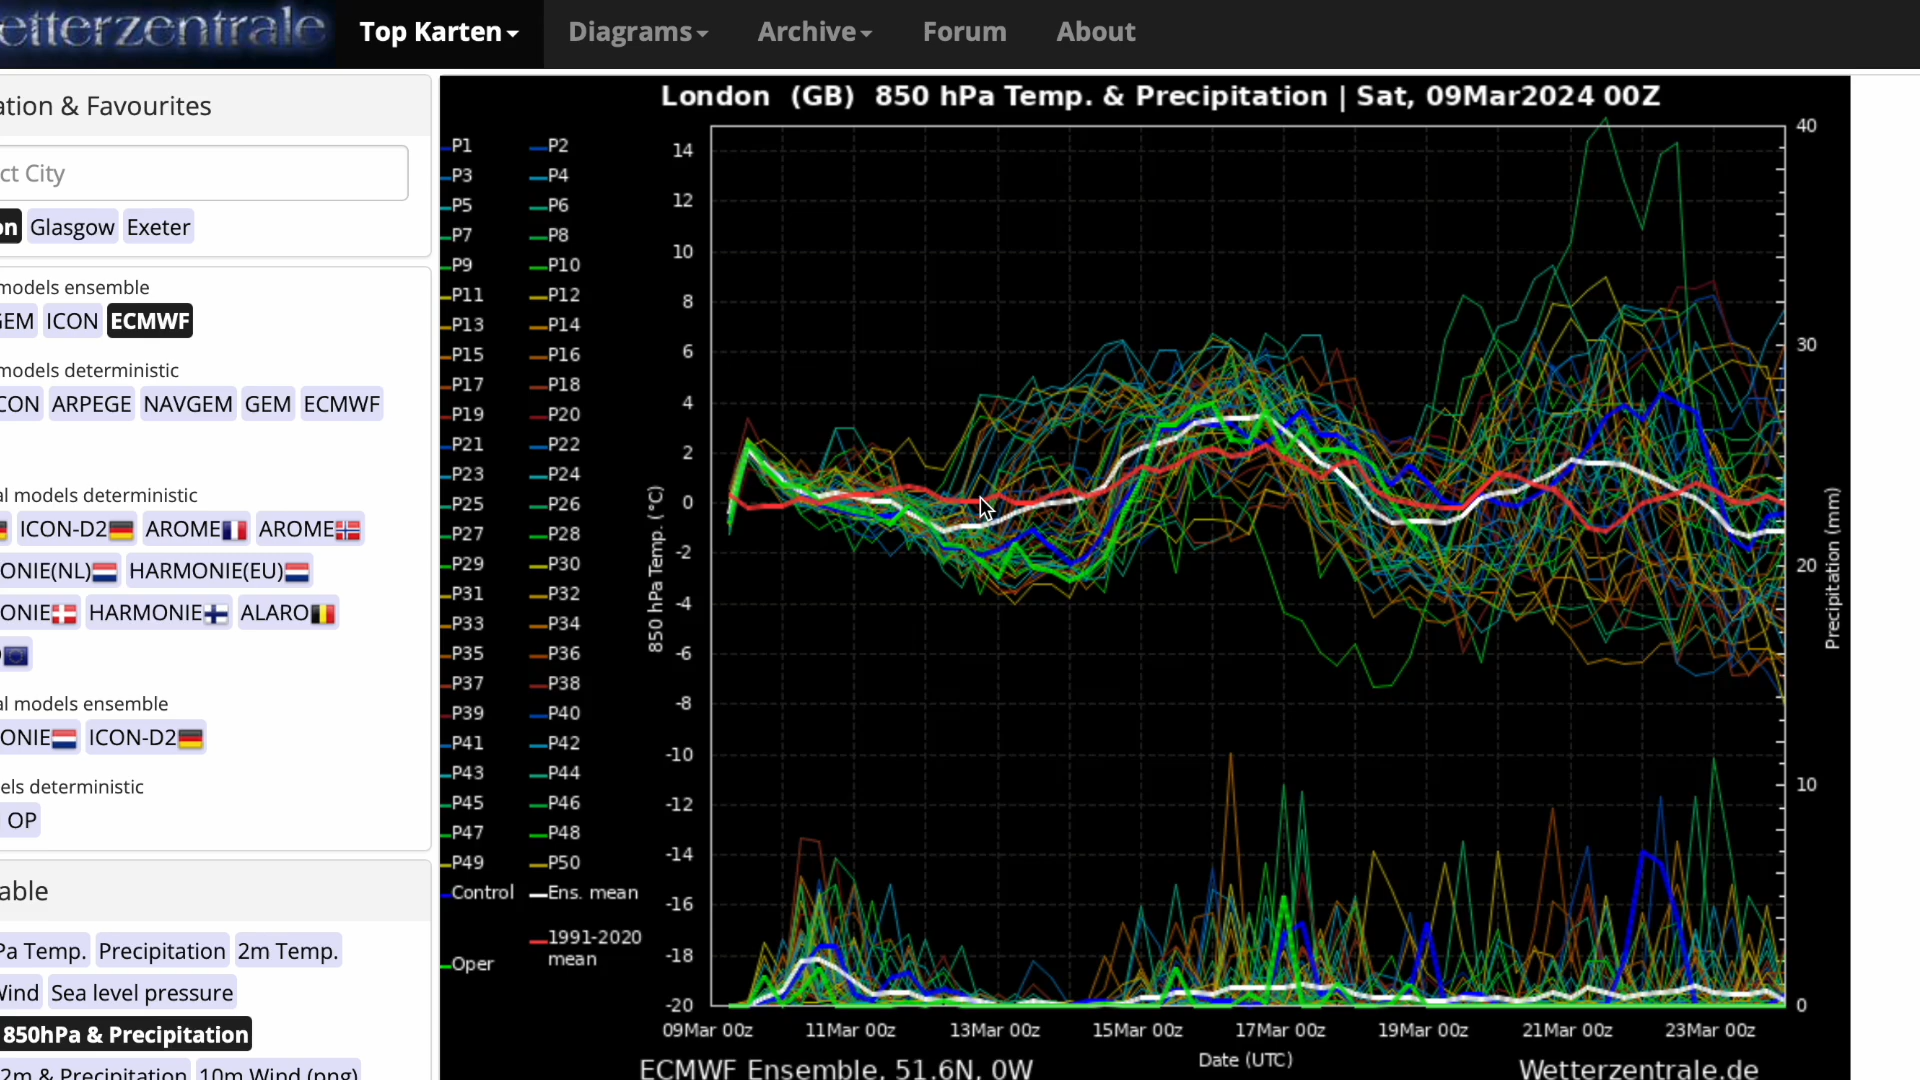 etterzentrale
Top Karten Diagrams Archive Forum About
ation & Favourites
ct City
on Glasgow Exeter
models ensemble
GEM ICON ECMWF
models deterministic
CON ARPEGE NAVGEM GEM ECMWF
al models deterministic
ICON-D2 AROME AROME
ONIE(NL) HARMONIE(EU)
ONIE HARMONIE ALARO
al models ensemble
ONIE ICON-D2
els deterministic
OP
able
Pa Temp. Precipitation 2m Temp.
Wind Sea level pressure
850hPa & Precipitation
2m & Precipitation 10m Wind (png)
London (GB) 850 hPa Temp. & Precipitation | Sat, 09Mar2024 00Z
P1 P2
P3 P4
P5 P6
P7 P8
P9 P10
P11 P12
P13 P14
P15 P16
P17 P18
P19 P20
P21 P22
P23 P24
P25 P26
P27 P28
P29 P30
P31 P32
P33 P34
P35 P36
P37 P38
P39 P40
P41 P42
P43 P44
P45 P46
P47 P48
P49 P50
Control Ens. mean
1991-2020
mean
Oper
850 hPa Temp. (°C)
14
12
10
8
6
4
2
0
-2
-4
-6
-8
-10
-12
-14
-16
-18
-20
40
30
20
10
0
Precipitation (mm)
09Mar 00z 11Mar 00z 13Mar 00z 15Mar 00z 17Mar 00z 19Mar 00z 21Mar 00z 23Mar 00z
Date (UTC)
ECMWF Ensemble, 51.6N, 0W Wetterzentrale.de